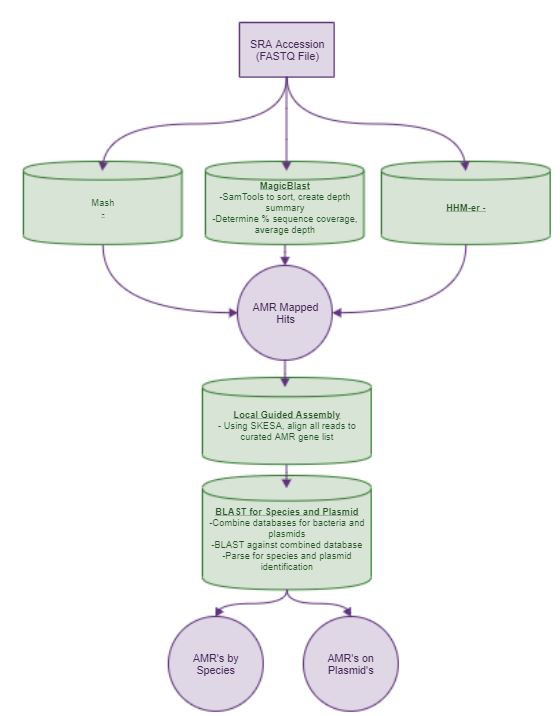 SRA Accession
(FASTQ File)
Mash
-
MagicBlast
-SamTools to sort, create depth
summary
-Determine % sequence coverage,
average depth
HHM-er -
AMR Mapped
Hits
Local Guided Assembly
- Using SKESA, align all reads to
curated AMR gene list
BLAST for Species and Plasmid
-Combine databases for bacteria and
plasmids
-BLAST against combined database
-Parse for species and plasmid
identification
AMR's by
Species
AMR's on
Plasmid's